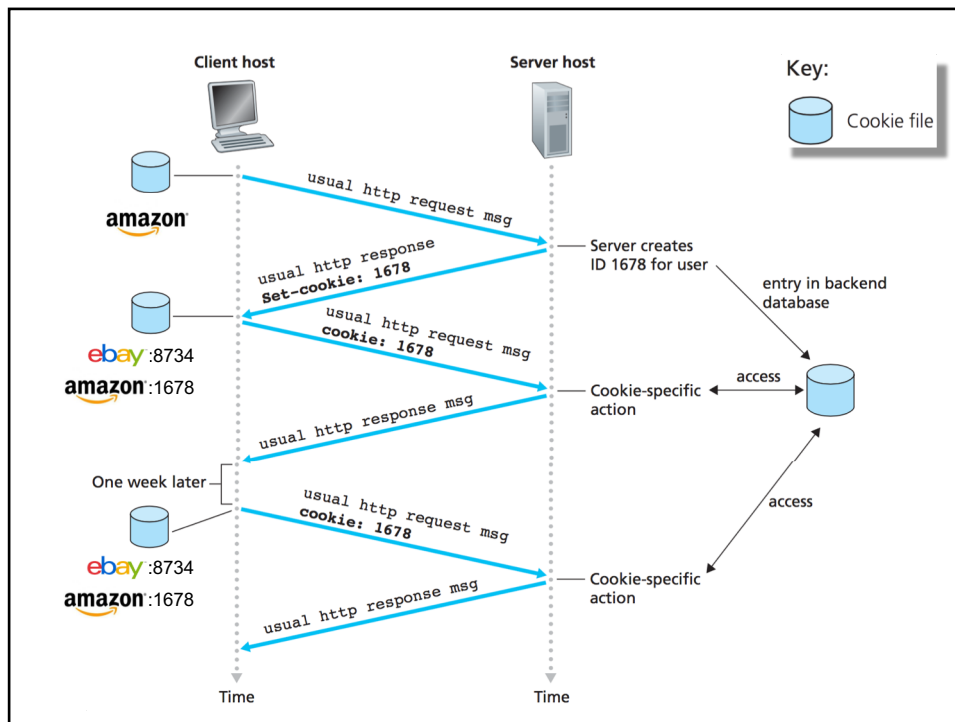 Client host
Server host
Key:
Cookie file
amazon
usual http request msg
Server creates
ID 1678 for user
entry in backend
database
usual http response
Set-cookie: 1678
ebay:8734
amazon:1678
usual http request msg
cookie: 1678
Cookie-specific
action
access
usual http response msg
One week later
access
ebay:8734
amazon:1678
usual http request msg
cookie: 1678
Cookie-specific
action
usual http response msg
Time
Time